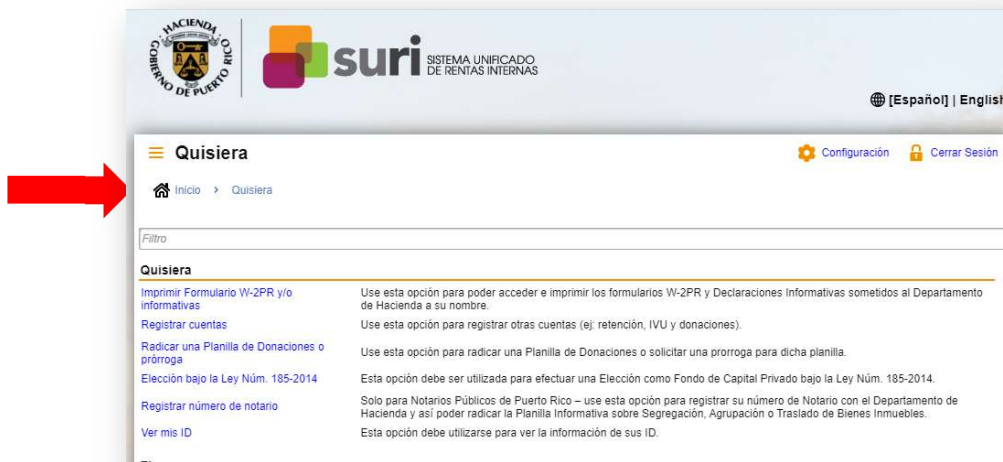 HACIENDA
GOBIERNO DE PUERTO RICO
suri SISTEMA UNIFICADO
DE RENTAS INTERNAS
[Español] | English
Quisiera
Configuración
Cerrar Sesión
Inicio > Quisiera
Filtro
Quisiera
Imprimir Formulario W-2PR y/o
informativas
Use esta opción para poder acceder e imprimir los formularios W-2PR y Declaraciones Informativas sometidos al Departamento
de Hacienda a su nombre.
Registrar cuentas
Use esta opción para registrar otras cuentas (ej: retención, IVU y donaciones).
Radicar una Planilla de Donaciones o
prórroga
Use esta opción para radicar una Planilla de Donaciones o solicitar una prorroga para dicha planilla.
Elección bajo la Ley Núm. 185-2014
Esta opción debe ser utilizada para efectuar una Elección como Fondo de Capital Privado bajo la Ley Núm. 185-2014.
Registrar número de notario
Solo para Notarios Públicos de Puerto Rico – use esta opción para registrar su número de Notario con el Departamento de
Hacienda y así poder radicar la Planilla Informativa sobre Segregación, Agrupación o Traslado de Bienes Inmuebles.
Ver mis ID
Esta opción debe utilizarse para ver la información de sus ID.